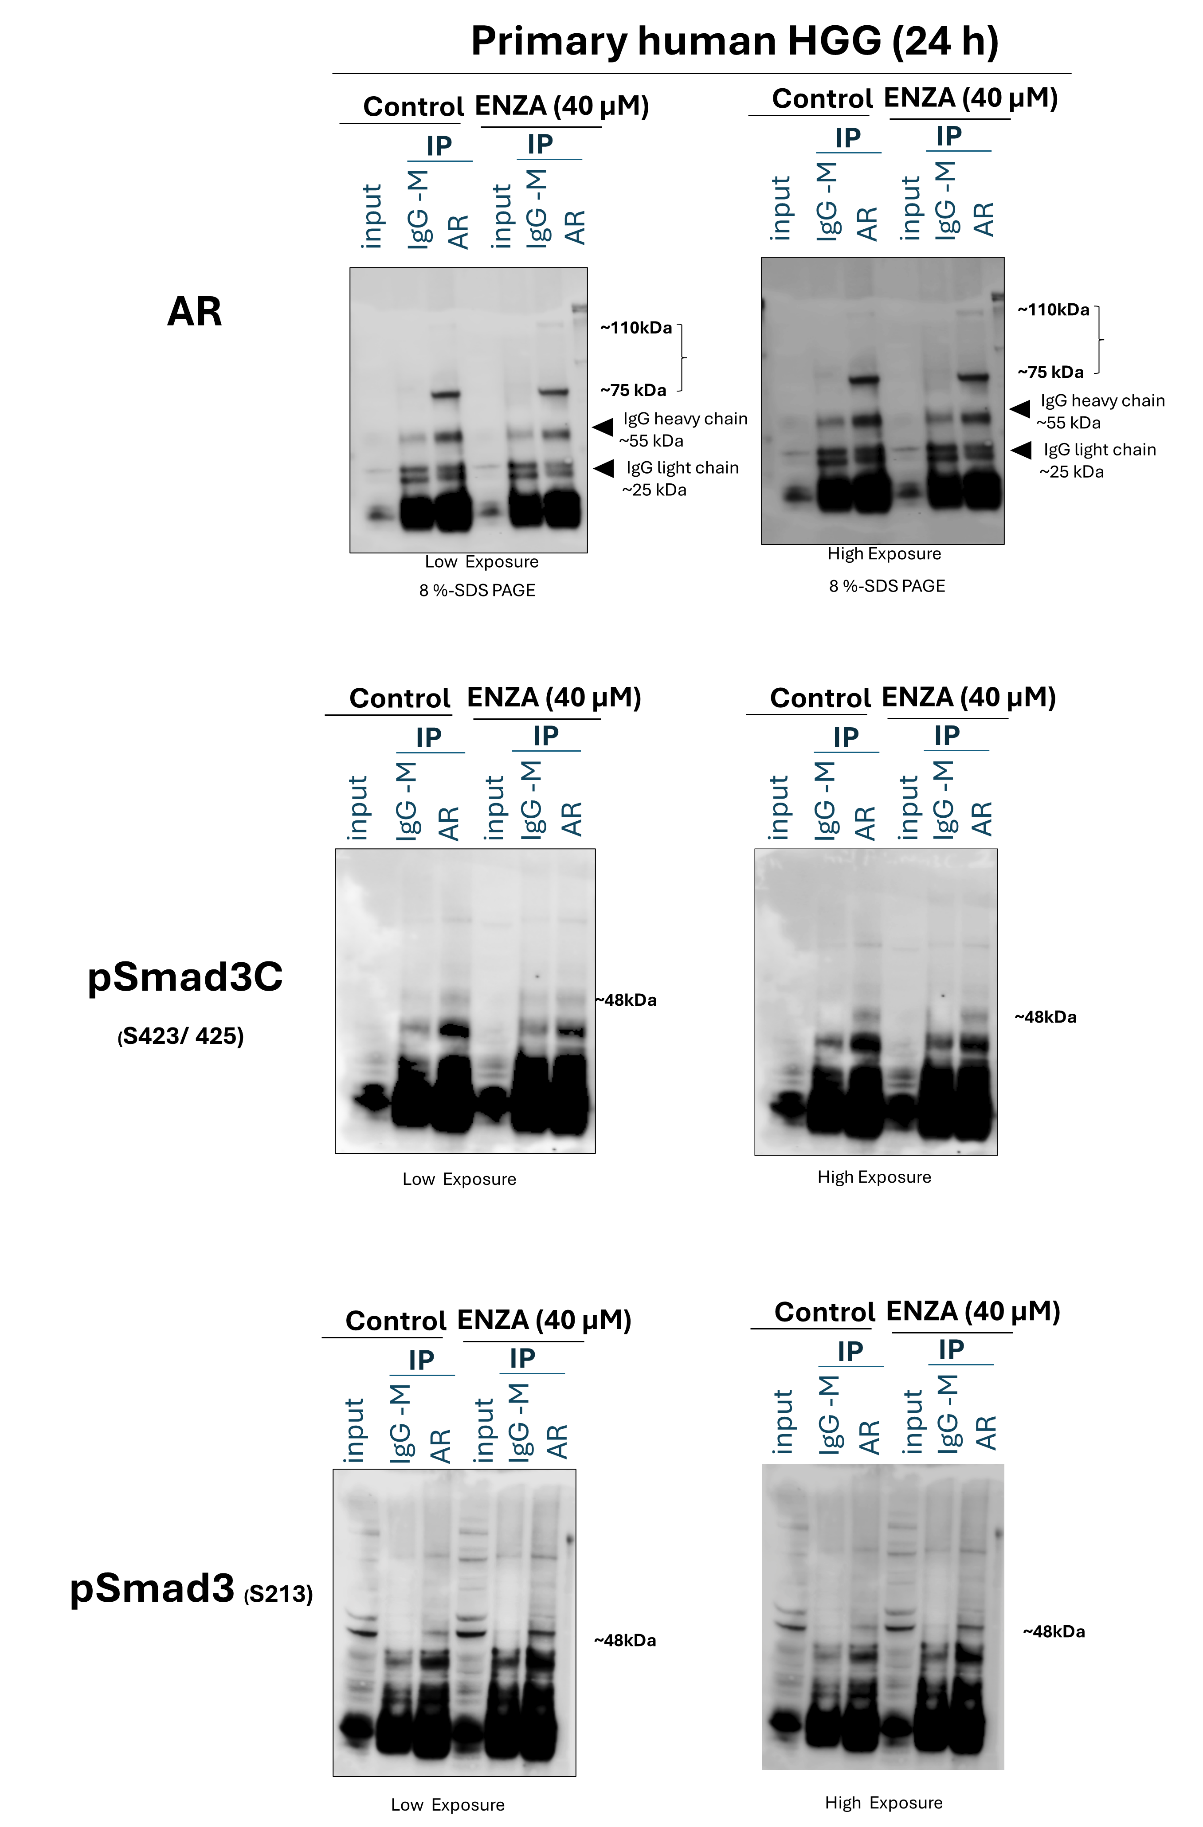 Primary human HGG (24 h)
Control ENZA (40 µM)
IP IP
input IgG -M AR input IgG -M AR
Control ENZA (40 µM)
IP IP
input IgG -M AR input IgG -M AR
AR
~110kDa
~75 kDa
IgG heavy chain
~55 kDa
IgG light chain
~25 kDa
Low Exposure
8 %-SDS PAGE
~110kDa
~75 kDa
IgG heavy chain
~55 kDa
IgG light chain
~25 kDa
High Exposure
8 %-SDS PAGE
Control ENZA (40 µM)
IP IP
input IgG -M AR input IgG -M AR
Control ENZA (40 µM)
IP IP
input IgG -M AR input IgG -M AR
pSmad3C
(S423/ 425)
~48kDa
Low Exposure
~48kDa
High Exposure
Control ENZA (40 µM)
IP IP
input IgG -M AR input IgG -M AR
Control ENZA (40 µM)
IP IP
input IgG -M AR input IgG -M AR
pSmad3 (S213)
~48kDa
Low Exposure
~48kDa
High Exposure